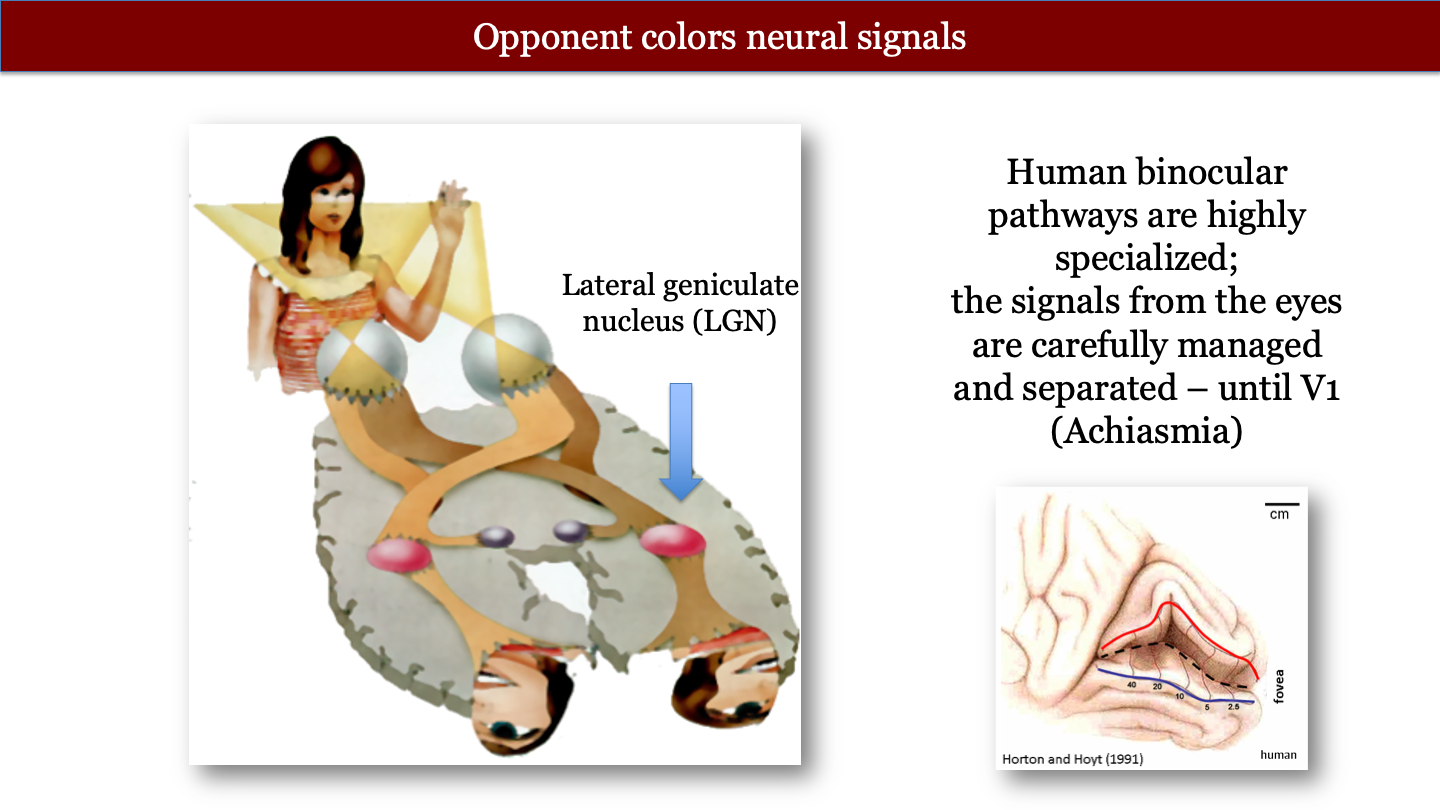 Opponent colors neural signals
Lateral geniculate
nucleus (LGN)
Human binocular
pathways are highly
specialized;
the signals from the eyes
are carefully managed
and separated – until V1
(Achiasmia)
cm
fovea
40
20
10
5
2.5
human
Horton and Hoyt (1991)